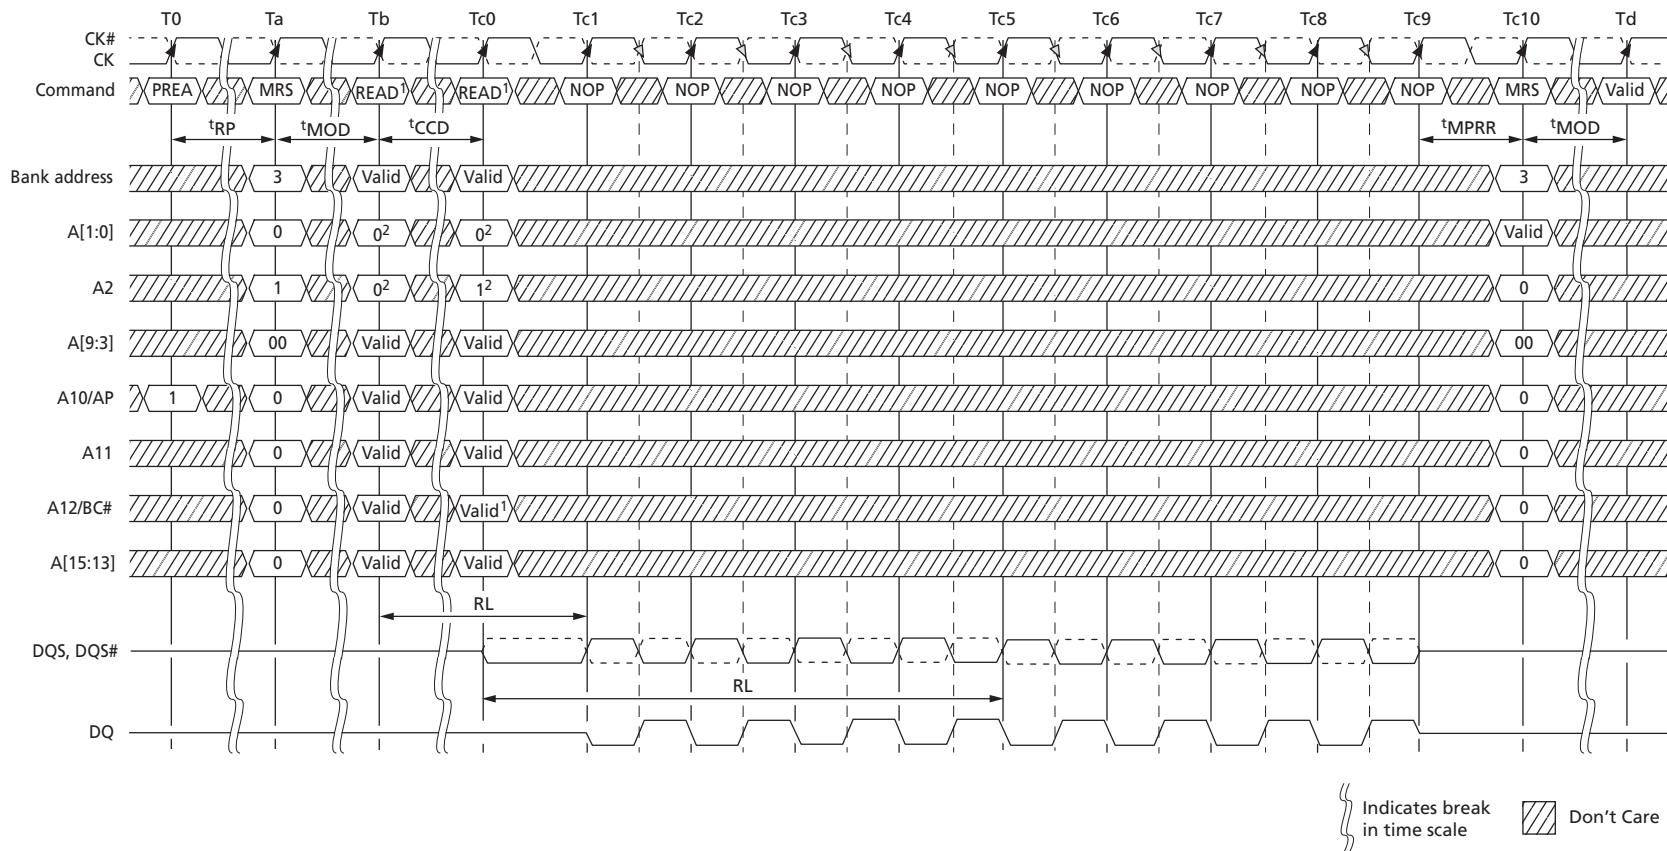 T0 Ta Tb Tc0 Tc1 Tc2 Tc3 Tc4 Tc5 Tc6 Tc7 Tc8 Tc9 Tc10 Td
CK#
CK
Command PREA MRS READ1 READ1 NOP NOP NOP NOP NOP NOP NOP NOP NOP MRS Valid
tRP tMOD tCCD tMPRR tMOD
Bank address 3 Valid Valid 3
A[1:0] 0 02 02 Valid
A2 1 02 12 0
A[9:3] 00 Valid Valid 00
A10/AP 1 0 Valid Valid 0
A11 0 Valid Valid 0
A12/BC# 0 Valid Valid1 0
A[15:13] 0 Valid Valid 0
RL
DQS, DQS#
RL
DQ
Indicates break
in time scale
Don't Care